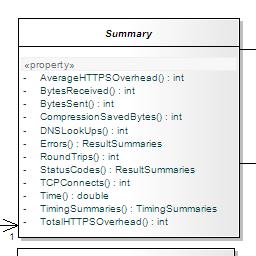 Summary
«property»
- AverageHTTPSOverhead() : int
- BytesReceived() : int
- BytesSent() : int
- CompressionSavedBytes() : int
- DNSLookUps() : int
- Errors() : ResultSummaries
- RoundTrips() : int
- StatusCodes() : ResultSummaries
- TCPConnects() : int
- Time() : double
- TimingSummaries() : TimingSummaries
- TotalHTTPSOverhead() : int
1